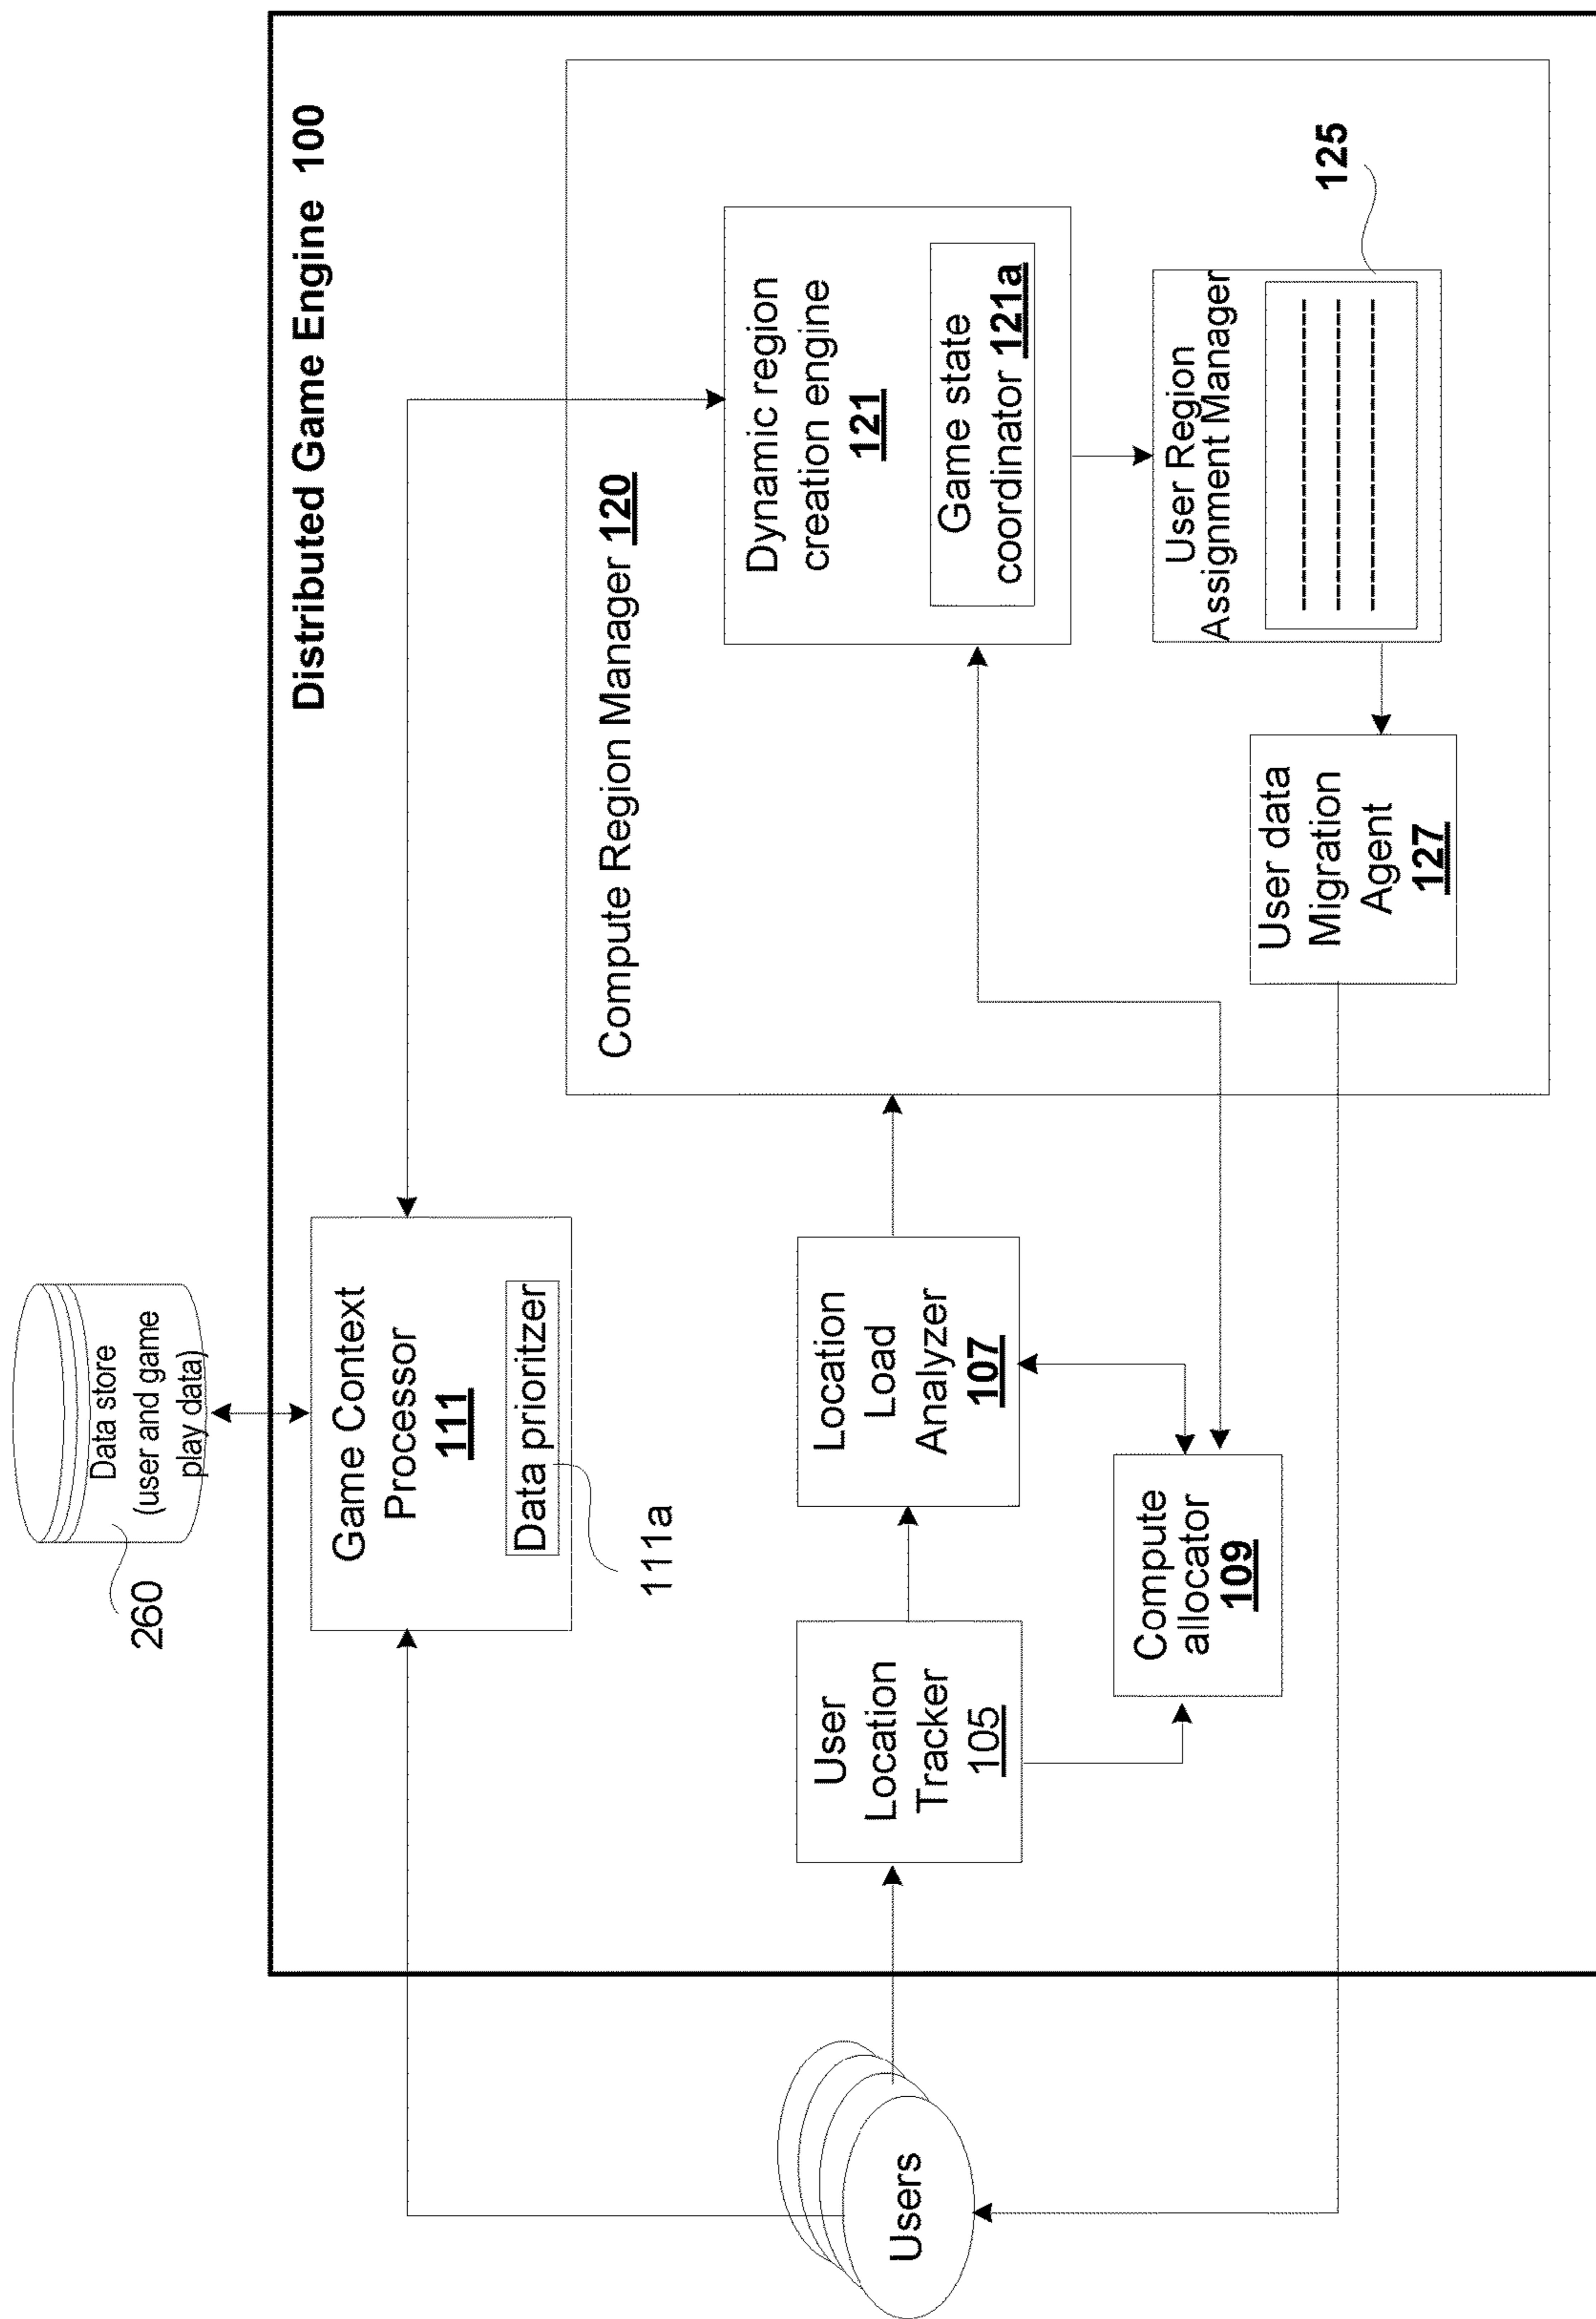 Distributed Game Engine 100
Data store
(user and game
play data)
260
Game Context
Processor
111
Data prioritzer
111a
Compute Region Manager 120
Dynamic region
creation engine
121
Game state
coordinator 121a
Users
User
Location
Tracker
105
Location
Load
Analyzer
107
Compute
allocator
109
User Region
Assignment Manager
125
User data
Migration
Agent
127